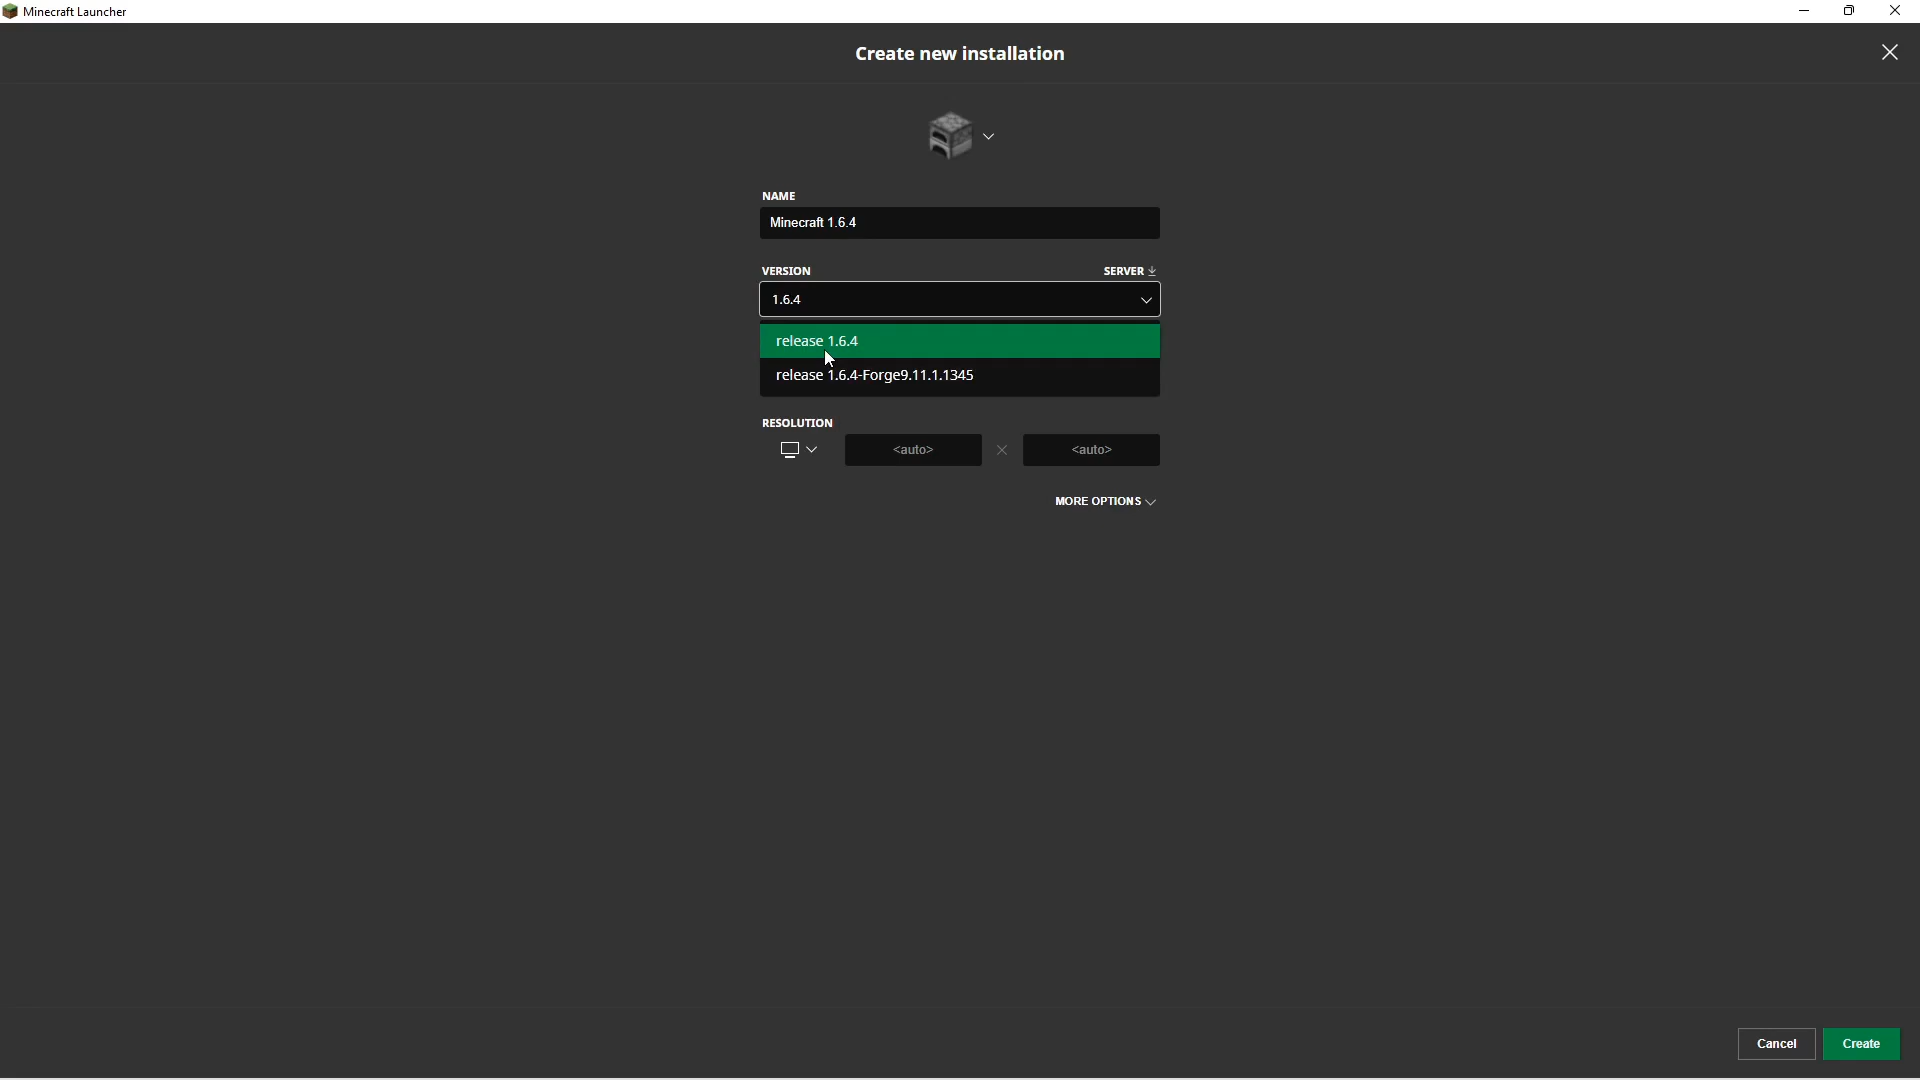 Minecraft Launcher
Create new installation
NAME
Minecraft 1.6.4
VERSION
SERVER
1.6.4
release 1.6.4
release 1.6.4-Forge9.11.1.1345
RESOLUTION
<auto>
<auto>
MORE OPTIONS
Cancel
Create